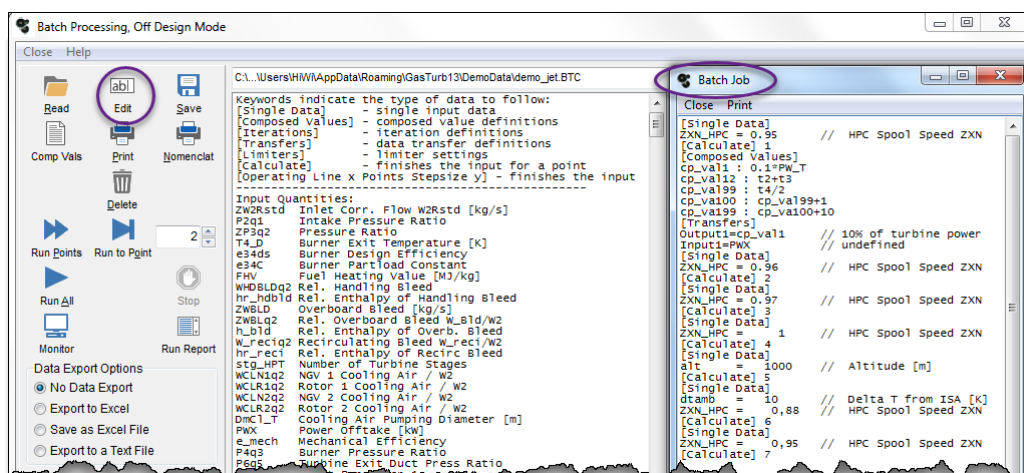 Batch Processing, Off Design Mode
Close Help
Read
Edit
Save
Comp Vals
Print
Nomenclat
Delete
Run Points
Run to Point
2
Run All
Stop
Monitor
Run Report
Data Export Options
No Data Export
Export to Excel
Save as Excel File
Export to a Text File
C:\...\Users\HiWi\AppData\Roaming\GasTurb13\DemoData\demo_jet.BTC
Keywords indicate the type of data to follow:
[Single Data] - single input data
[Composed Values] - composed value definitions
[Iterations] - iteration definitions
[Transfers] - data transfer definitions
[Limiters] - limiter settings
[Calculate] - finishes the input for a point
[Operating Line x Points Stepsize y] - finishes the input
--------------------------------------------------
Input Quantities:
ZW2Rstd Inlet Corr. Flow W2Rstd [kg/s]
P2q1 Intake Pressure Ratio
ZP3q2 Pressure Ratio
T4_D Burner Exit Temperature [K]
e34ds Burner Design Efficiency
e34C Burner Partload Constant
FHV Fuel Heating Value [MJ/kg]
WHDBLDq2 Rel. Handling Bleed
hr_hdbld Rel. Enthalpy of Handling Bleed
ZWBLD Overboard Bleed [kg/s]
ZWBLq2 Rel. Overboard Bleed W_Bld/W2
h_bld Rel. Enthalpy of Overb. Bleed
W_reciq2 Recirculating Bleed W_reci/W2
hr_reci Rel. Enthalpy of Recirc Bleed
stg_HPT Number of Turbine Stages
WCLN1q2 NGV 1 Cooling Air / W2
WCLR1q2 Rotor 1 Cooling Air / W2
WCLN2q2 NGV 2 Cooling Air / W2
WCLR2q2 Rotor 2 Cooling Air / W2
DmCl_T Cooling Air Pumping Diameter [m]
PWX Power Offtake [kW]
e_mech Mechanical Efficiency
P4q3 Burner Pressure Ratio
P6q5 Turbine Exit Duct Press Ratio
Batch Job
Close Print
[Single Data]
ZXN_HPC = 0.95 // HPC Spool Speed ZXN
[Calculate] 1
[Composed Values]
cp_val1 : 0.1*PW_T
cp_val12 : t2+t3
cp_val99 : t4/2
cp_va100 : cp_val99+1
cp_va199 : cp_va100+10
[Transfers]
Output1=cp_val1 // 10% of turbine power
Input1=PWX // undefined
[Single Data]
ZXN_HPC = 0.96 // HPC Spool Speed ZXN
[Calculate] 2
[Single Data]
ZXN_HPC = 0.97 // HPC Spool Speed ZXN
[Calculate] 3
[Single Data]
ZXN_HPC = 1 // HPC Spool Speed ZXN
[Calculate] 4
[Single Data]
alt = 1000 // Altitude [m]
[Calculate] 5
[Single Data]
dtamb = 10 // Delta T from ISA [K]
ZXN_HPC = 0,88 // HPC Spool Speed ZXN
[Calculate] 6
[Single Data]
ZXN_HPC = 0,95 // HPC Spool Speed ZXN
[Calculate] 7